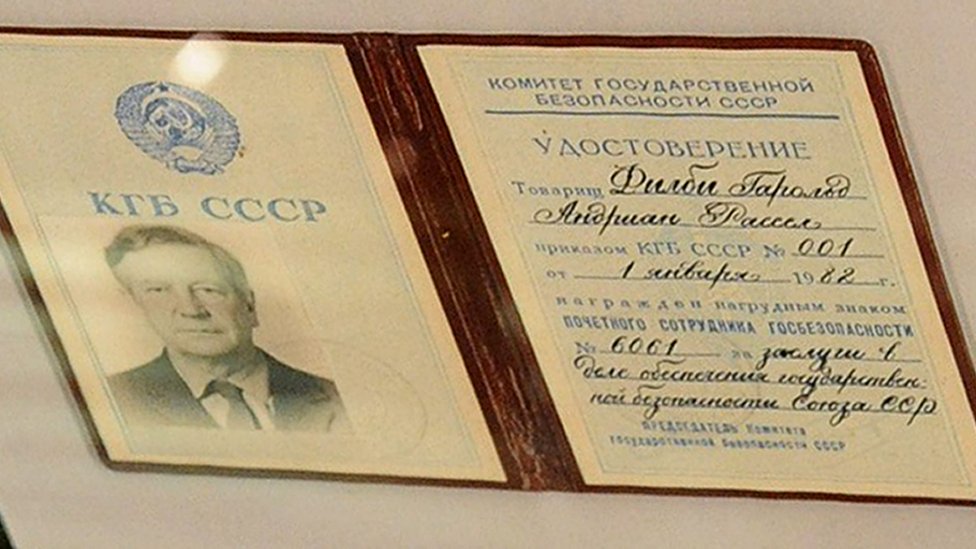 КГБ СССР
КОМИТЕТ ГОСУДАРСТВЕННОЙ
БЕЗОПАСНОСТИ СССР
УДОСТОВЕРЕНИЕ
Товарищ Филби Гарольд
Андриан Рассел
приказом КГБ СССР № 001
от 1 января 1982 г.
награжден нагрудным знаком
ПОЧЕТНОГО СОТРУДНИКА ГОСБЕЗОПАСНОСТИ
№ 6061 за заслуги в
деле обеспечения государствен-
ной безопасности Союза ССР
ПРЕДСЕДАТЕЛЬ Комитета
государственной безопасности СССР